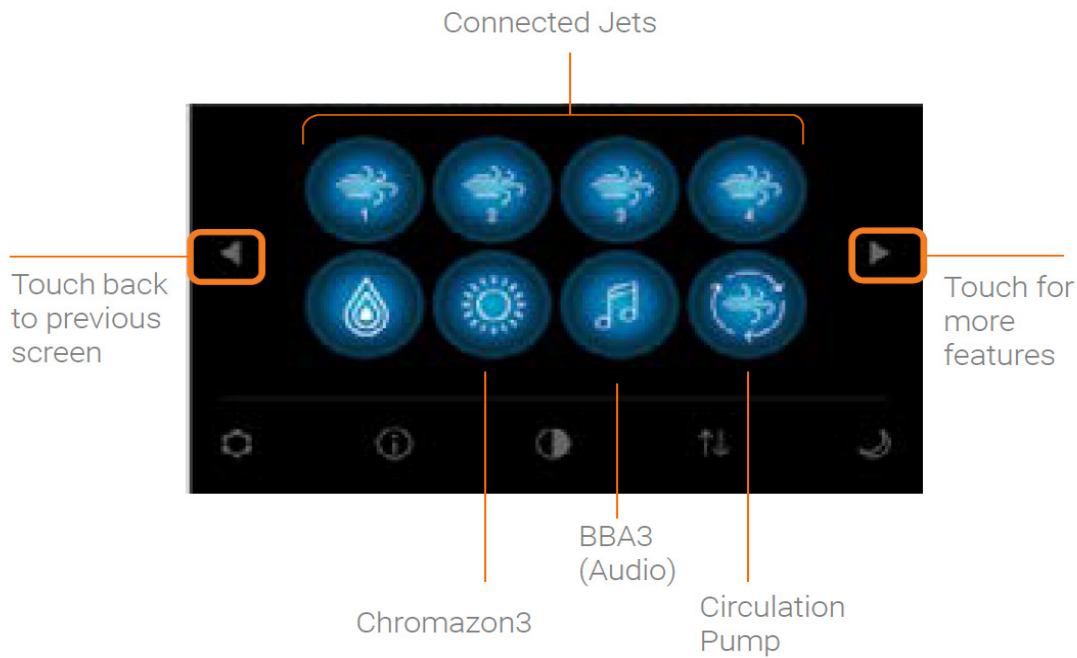 Connected Jets
1 2 3 4
Touch back
to previous
screen
Touch for
more
features
BBA3
(Audio)
Chromazon3
Circulation
Pump